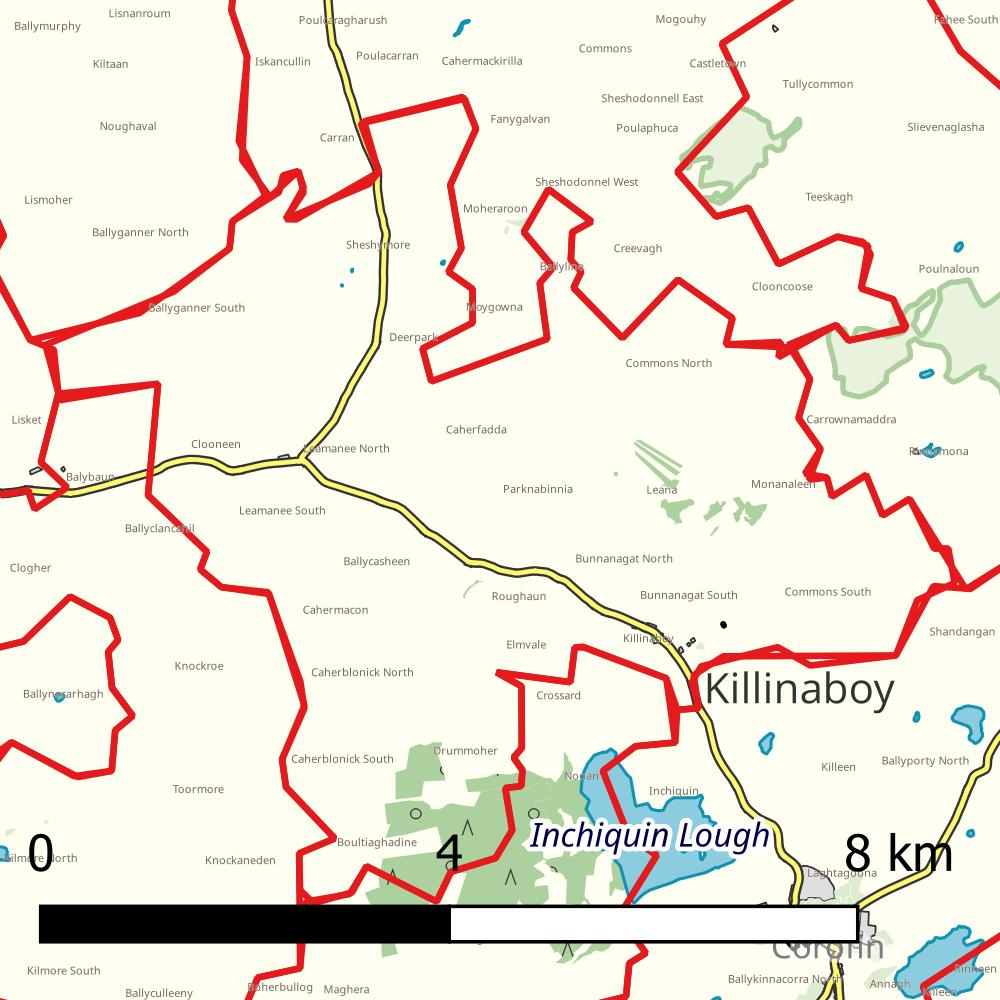 Lisnanroum
Ballymurphy
Poulcaragharush
Mogouhy
Fahee South
Commons
Kiltaan
Iskancullin
Poulacarran
Cahermackirilla
Castletown
Tullycommon
Sheshodonnell East
Noughaval
Carran
Fanygalvan
Poulaphuca
Slievenaglasha
Sheshodonnel West
Lismoher
Moheraroon
Teeskagh
Ballyganner North
Sheshymore
Creevagh
Ballyline
Poulnaloun
Clooncoose
Ballyganner South
Moygowna
Deerpark
Commons North
Lisket
Carrownamaddra
Caherfadda
Clooneen
Leamanee North
Balybaun
Parknabinnia
Leana
Monanaleen
Leamanee South
Ballyclancahil
Clogher
Ballycasheen
Bunnanagat North
Roughaun
Bunnanagat South
Commons South
Cahermacon
Killinaboy
Shandangan
Elmvale
Knockroe
Caherblonick North
Killinaboy
Crossard
Drummoher
Caherblonick South
Killeen
Ballyporty North
Nooan
Toormore
Inchiquin
Inchiquin Lough
Boultiaghadine
0
4
8 km
Kilmore North
Knockaneden
Laghtagoona
Corofin
Kilmore South
Rinneen
Ballykinnacorra North
Annagh
Killeen
Baherbullog
Maghera
Ballyculleeny